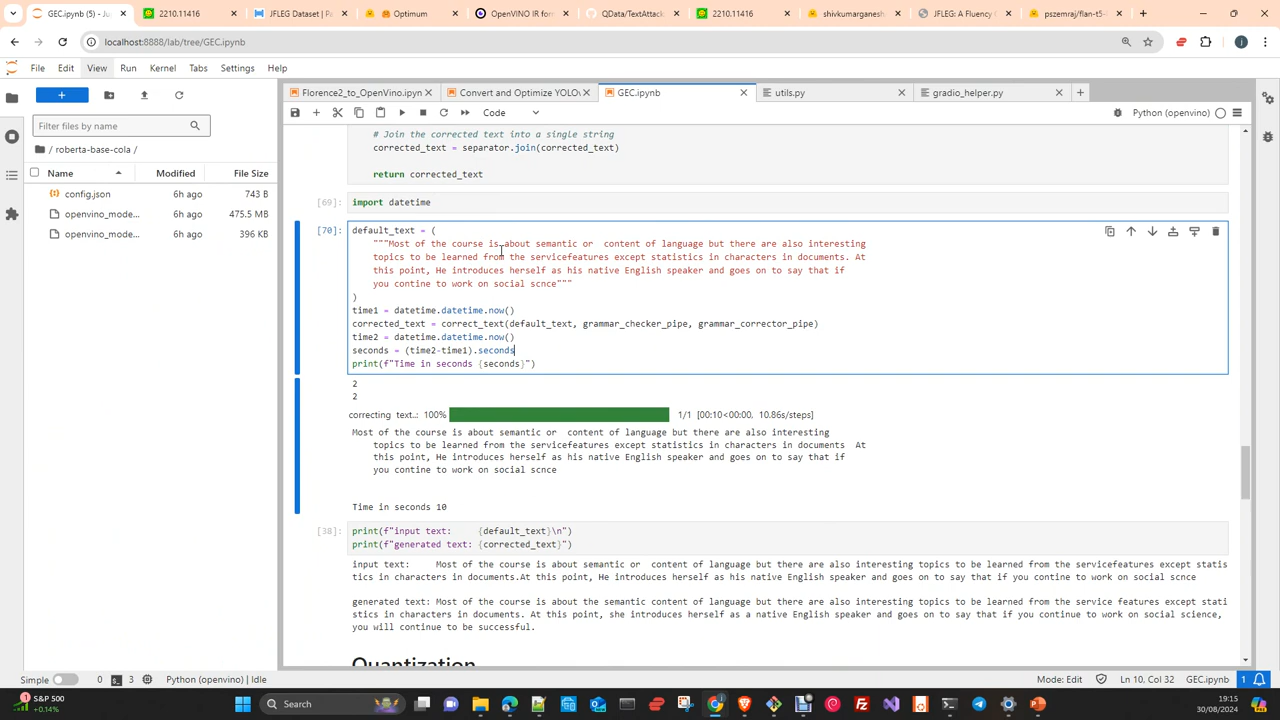 GEC.ipynb (5) - Ju
2210.11416
JFLEG Dataset | Pa
Optimum
OpenVINO IR form
QData/TextAttack
2210.11416
shivkumarganesh
JFLEG: A Fluency C
pszemraj/flan-t5-
localhost:8888/lab/tree/GEC.ipynb
File Edit View Run Kernel Tabs Settings Help
Florence2_to_OpenVino.ipynb
Convert and Optimize YOLOv
GEC.ipynb
utils.py
gradio_helper.py
Code
Python (openvino)
Filter files by name
/ roberta-base-cola /
Name Modified File Size
config.json 6h ago 743 B
openvino_mode... 6h ago 475.5 MB
openvino_mode... 6h ago 396 KB
# Join the corrected text into a single string
corrected_text = separator.join(corrected_text)
return corrected_text
[69]: import datetime
[70]: default_text = (
"""Most of the course is about semantic or  content of language but there are also interesting
topics to be learned from the servicefeatures except statistics in characters in documents. At
this point, He introduces herself as his native English speaker and goes on to say that if
you contine to work on social scnce"""
)
time1 = datetime.datetime.now()
corrected_text = correct_text(default_text, grammar_checker_pipe, grammar_corrector_pipe)
time2 = datetime.datetime.now()
seconds = (time2-time1).seconds
print(f"Time in seconds {seconds}")
2
2
correcting text..: 100% 1/1 [00:10<00:00, 10.86s/steps]
Most of the course is about semantic or  content of language but there are also interesting
topics to be learned from the servicefeatures except statistics in characters in documents  At
this point, He introduces herself as his native English speaker and goes on to say that if
you contine to work on social scnce
Time in seconds 10
[38]: print(f"input text:     {default_text}\n")
print(f"generated text: {corrected_text}")
input text:     Most of the course is about semantic or  content of language but there are also interesting topics to be learned from the servicefeatures except statis
tics in characters in documents.At this point, He introduces herself as his native English speaker and goes on to say that if you contine to work on social scnce
generated text: Most of the course is about the semantic content of language but there are also interesting topics to be learned from the service features except stati
stics in characters in documents. At this point, she introduces herself as a native English speaker and goes on to say that if you continue to work on social science,
you will continue to be successful.
Quantization
Simple 0 3 Python (openvino) | Idle
Mode: Edit Ln 10, Col 32 GEC.ipynb 1
S&P 500
+0.14%
Search
19:15
30/08/2024